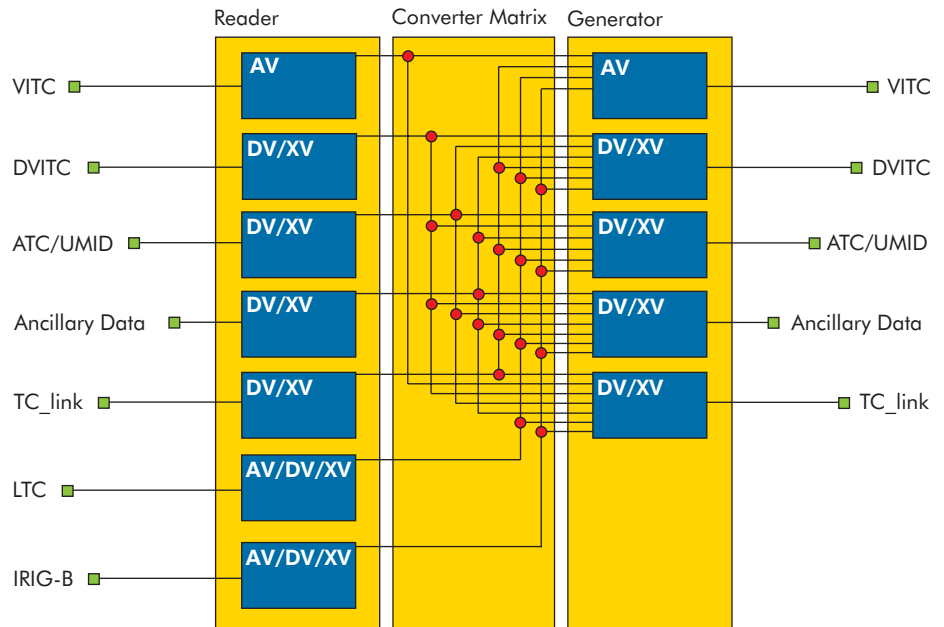 Reader
Converter Matrix
Generator
VITC
AV
AV
VITC
DVITC
DV/XV
DV/XV
DVITC
ATC/UMID
DV/XV
DV/XV
ATC/UMID
Ancillary Data
DV/XV
DV/XV
Ancillary Data
TC_link
DV/XV
DV/XV
TC_link
LTC
AV/DV/XV
IRIG-B
AV/DV/XV